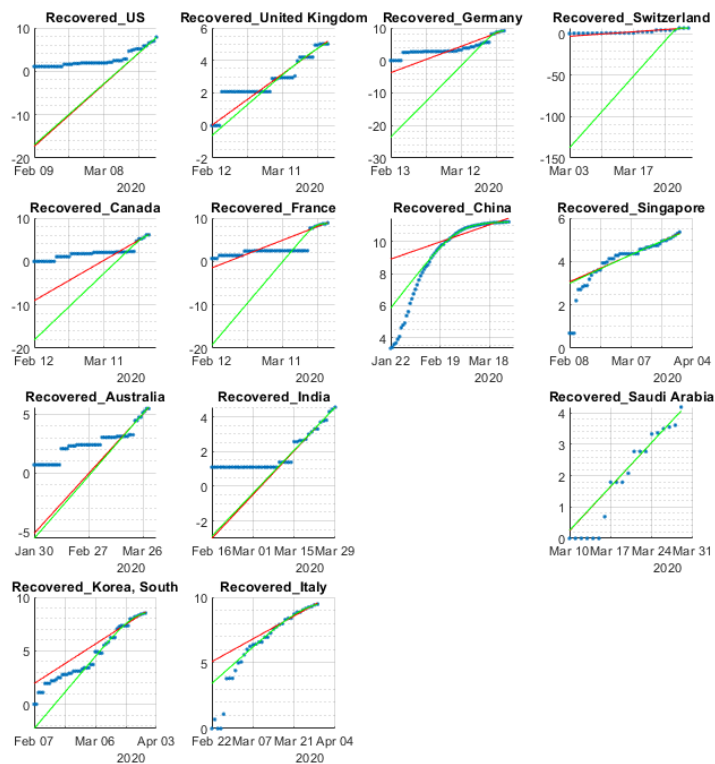 Recovered_US
10
0
-10
-20
Feb 09
Mar 08
2020
Recovered_United Kingdom
6
4
2
0
-2
Feb 12
Mar 11
2020
Recovered_Germany
10
0
-10
-20
-30
Feb 13
Mar 12
2020
Recovered_Switzerland
0
-50
-100
-150
Mar 03
Mar 17
2020
Recovered_Canada
10
0
-10
-20
Feb 12
Mar 11
2020
Recovered_France
10
0
-10
-20
Feb 12
Mar 11
2020
Recovered_China
10
8
6
4
Jan 22
Feb 19
Mar 18
2020
Recovered_Singapore
6
4
2
0
Feb 08
Mar 07
Apr 04
2020
Recovered_Australia
5
0
-5
Jan 30
Feb 27
Mar 26
2020
Recovered_India
4
2
0
-2
Feb 16
Mar 01
Mar 15
Mar 29
2020
Recovered_Saudi Arabia
4
3
2
1
0
Mar 10
Mar 17
Mar 24
Mar 31
2020
Recovered_Korea, South
10
5
0
Feb 07
Mar 06
Apr 03
2020
Recovered_Italy
10
5
0
Feb 22
Mar 07
Mar 21
Apr 04
2020